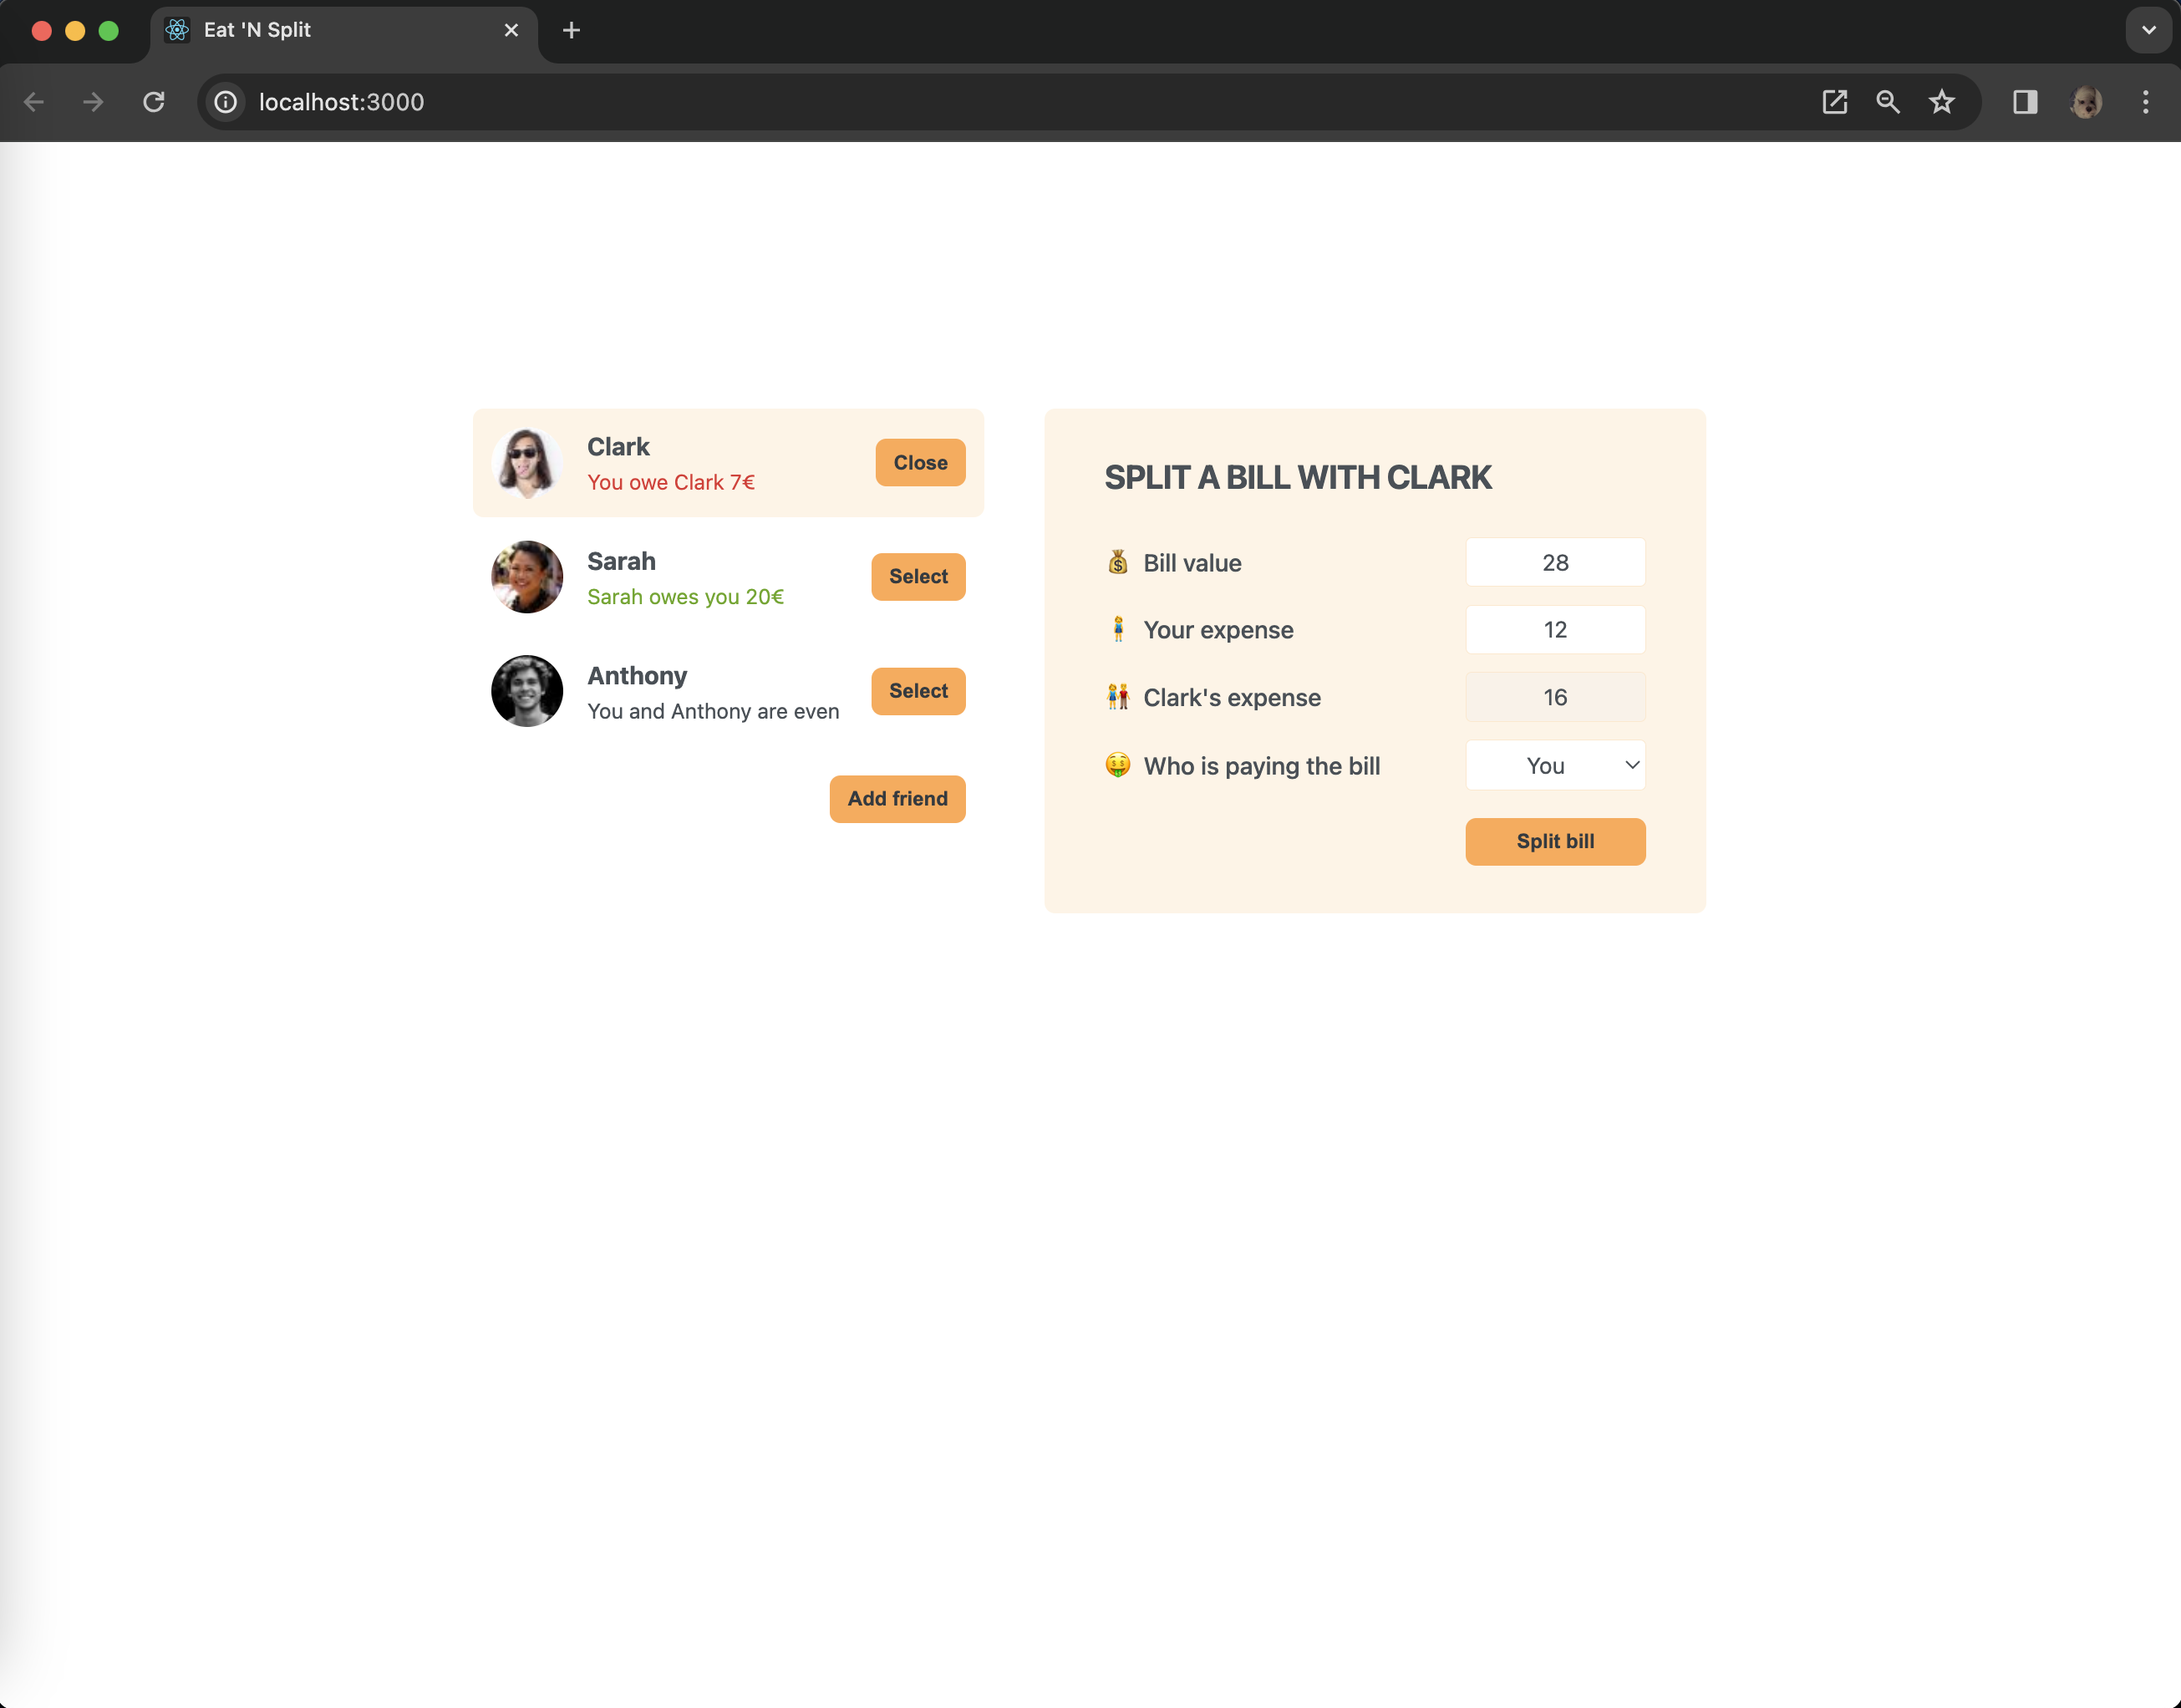 Eat 'N Split
localhost:3000
Clark
You owe Clark 7€
Close
Sarah
Sarah owes you 20€
Select
Anthony
You and Anthony are even
Select
Add friend
SPLIT A BILL WITH CLARK
💰 Bill value 28
🧍‍♀️ Your expense 12
👫 Clark's expense 16
🤑 Who is paying the bill You
Split bill